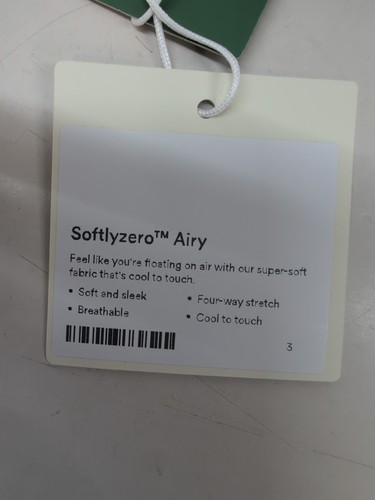 Softlyzero™ Airy
Feel like you're floating on air with our super-soft
fabric that's cool to touch.
• Soft and sleek
• Four-way stretch
• Breathable
• Cool to touch
3